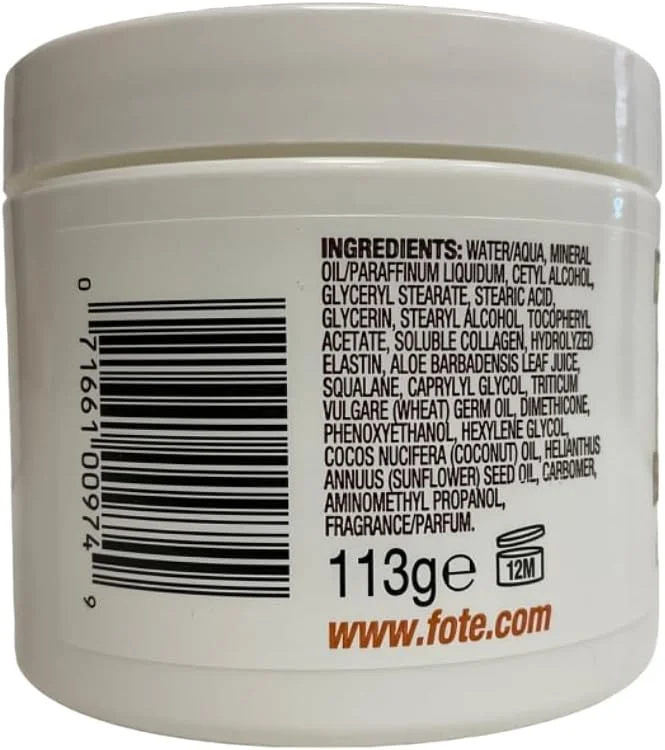 INGREDIENTS: WATER/AQUA, MINERAL
OIL/PARAFFINUM LIQUIDUM, CETYL ALCOHOL,
GLYCERYL STEARATE, STEARIC ACID,
GLYCERIN, STEARYL ALCOHOL, TOCOPHERYL
ACETATE, SOLUBLE COLLAGEN, HYDROLYZED
ELASTIN, ALOE BARBADENSIS LEAF JUICE,
SQUALANE, CAPRYLYL GLYCOL, TRITICUM
VULGARE (WHEAT) GERM OIL, DIMETHICONE,
PHENOXYETHANOL, HEXYLENE GLYCOL,
COCOS NUCIFERA (COCONUT) OIL, HELIANTHUS
ANNUUS (SUNFLOWER) SEED OIL, CARBOMER,
AMINOMETHYL PROPANOL,
FRAGRANCE/PARFUM.
113g℮
12M
www.fote.com
0 71661 00974 9